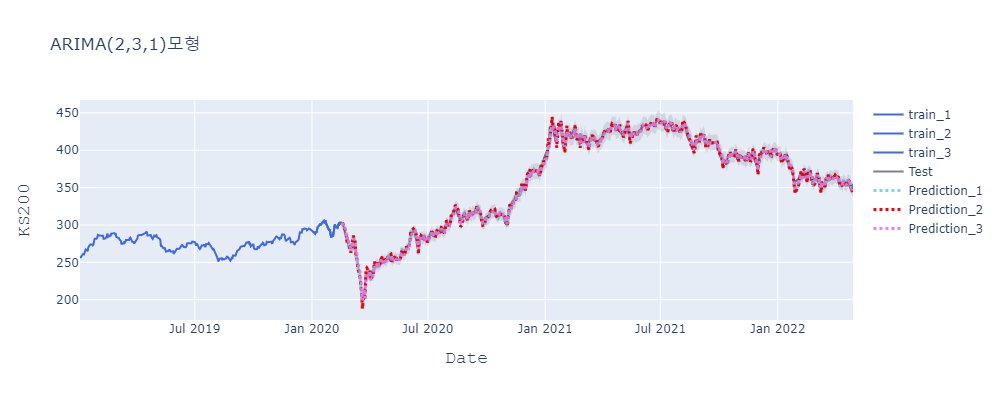 ARIMA(2,3,1)모형
KS200
450
400
350
300
250
200
Jul 2019
Jan 2020
Jul 2020
Jan 2021
Jul 2021
Jan 2022
Date
train_1
train_2
train_3
Test
Prediction_1
Prediction_2
Prediction_3